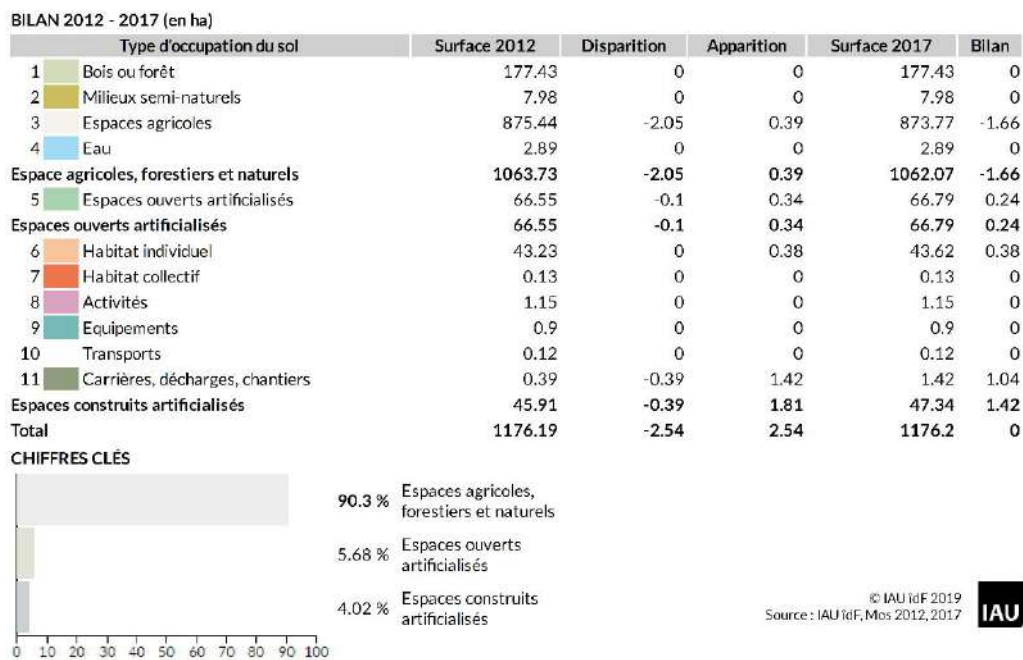 BILAN 2012 - 2017 (en ha)
Type d'occupation du sol Surface 2012 Disparition Apparition Surface 2017 Bilan
1 Bois ou forêt 177.43 0 0 177.43 0
2 Milieux semi-naturels 7.98 0 0 7.98 0
3 Espaces agricoles 875.44 -2.05 0.39 873.77 -1.66
4 Eau 2.89 0 0 2.89 0
Espace agricoles, forestiers et naturels 1063.73 -2.05 0.39 1062.07 -1.66
5 Espaces ouverts artificialisés 66.55 -0.1 0.34 66.79 0.24
Espaces ouverts artificialisés 66.55 -0.1 0.34 66.79 0.24
6 Habitat individuel 43.23 0 0.38 43.62 0.38
7 Habitat collectif 0.13 0 0 0.13 0
8 Activités 1.15 0 0 1.15 0
9 Equipements 0.9 0 0 0.9 0
10 Transports 0.12 0 0 0.12 0
11 Carrières, décharges, chantiers 0.39 -0.39 1.42 1.42 1.04
Espaces construits artificialisés 45.91 -0.39 1.81 47.34 1.42
Total 1176.19 -2.54 2.54 1176.2 0
CHIFFRES CLÉS
90.3 % Espaces agricoles,
forestiers et naturels
5.68 % Espaces ouverts
artificialisés
4.02 % Espaces construits
artificialisés
0 10 20 30 40 50 60 70 80 90 100
© IAU îdF 2019
Source : IAU îdF, Mos 2012, 2017
IAU